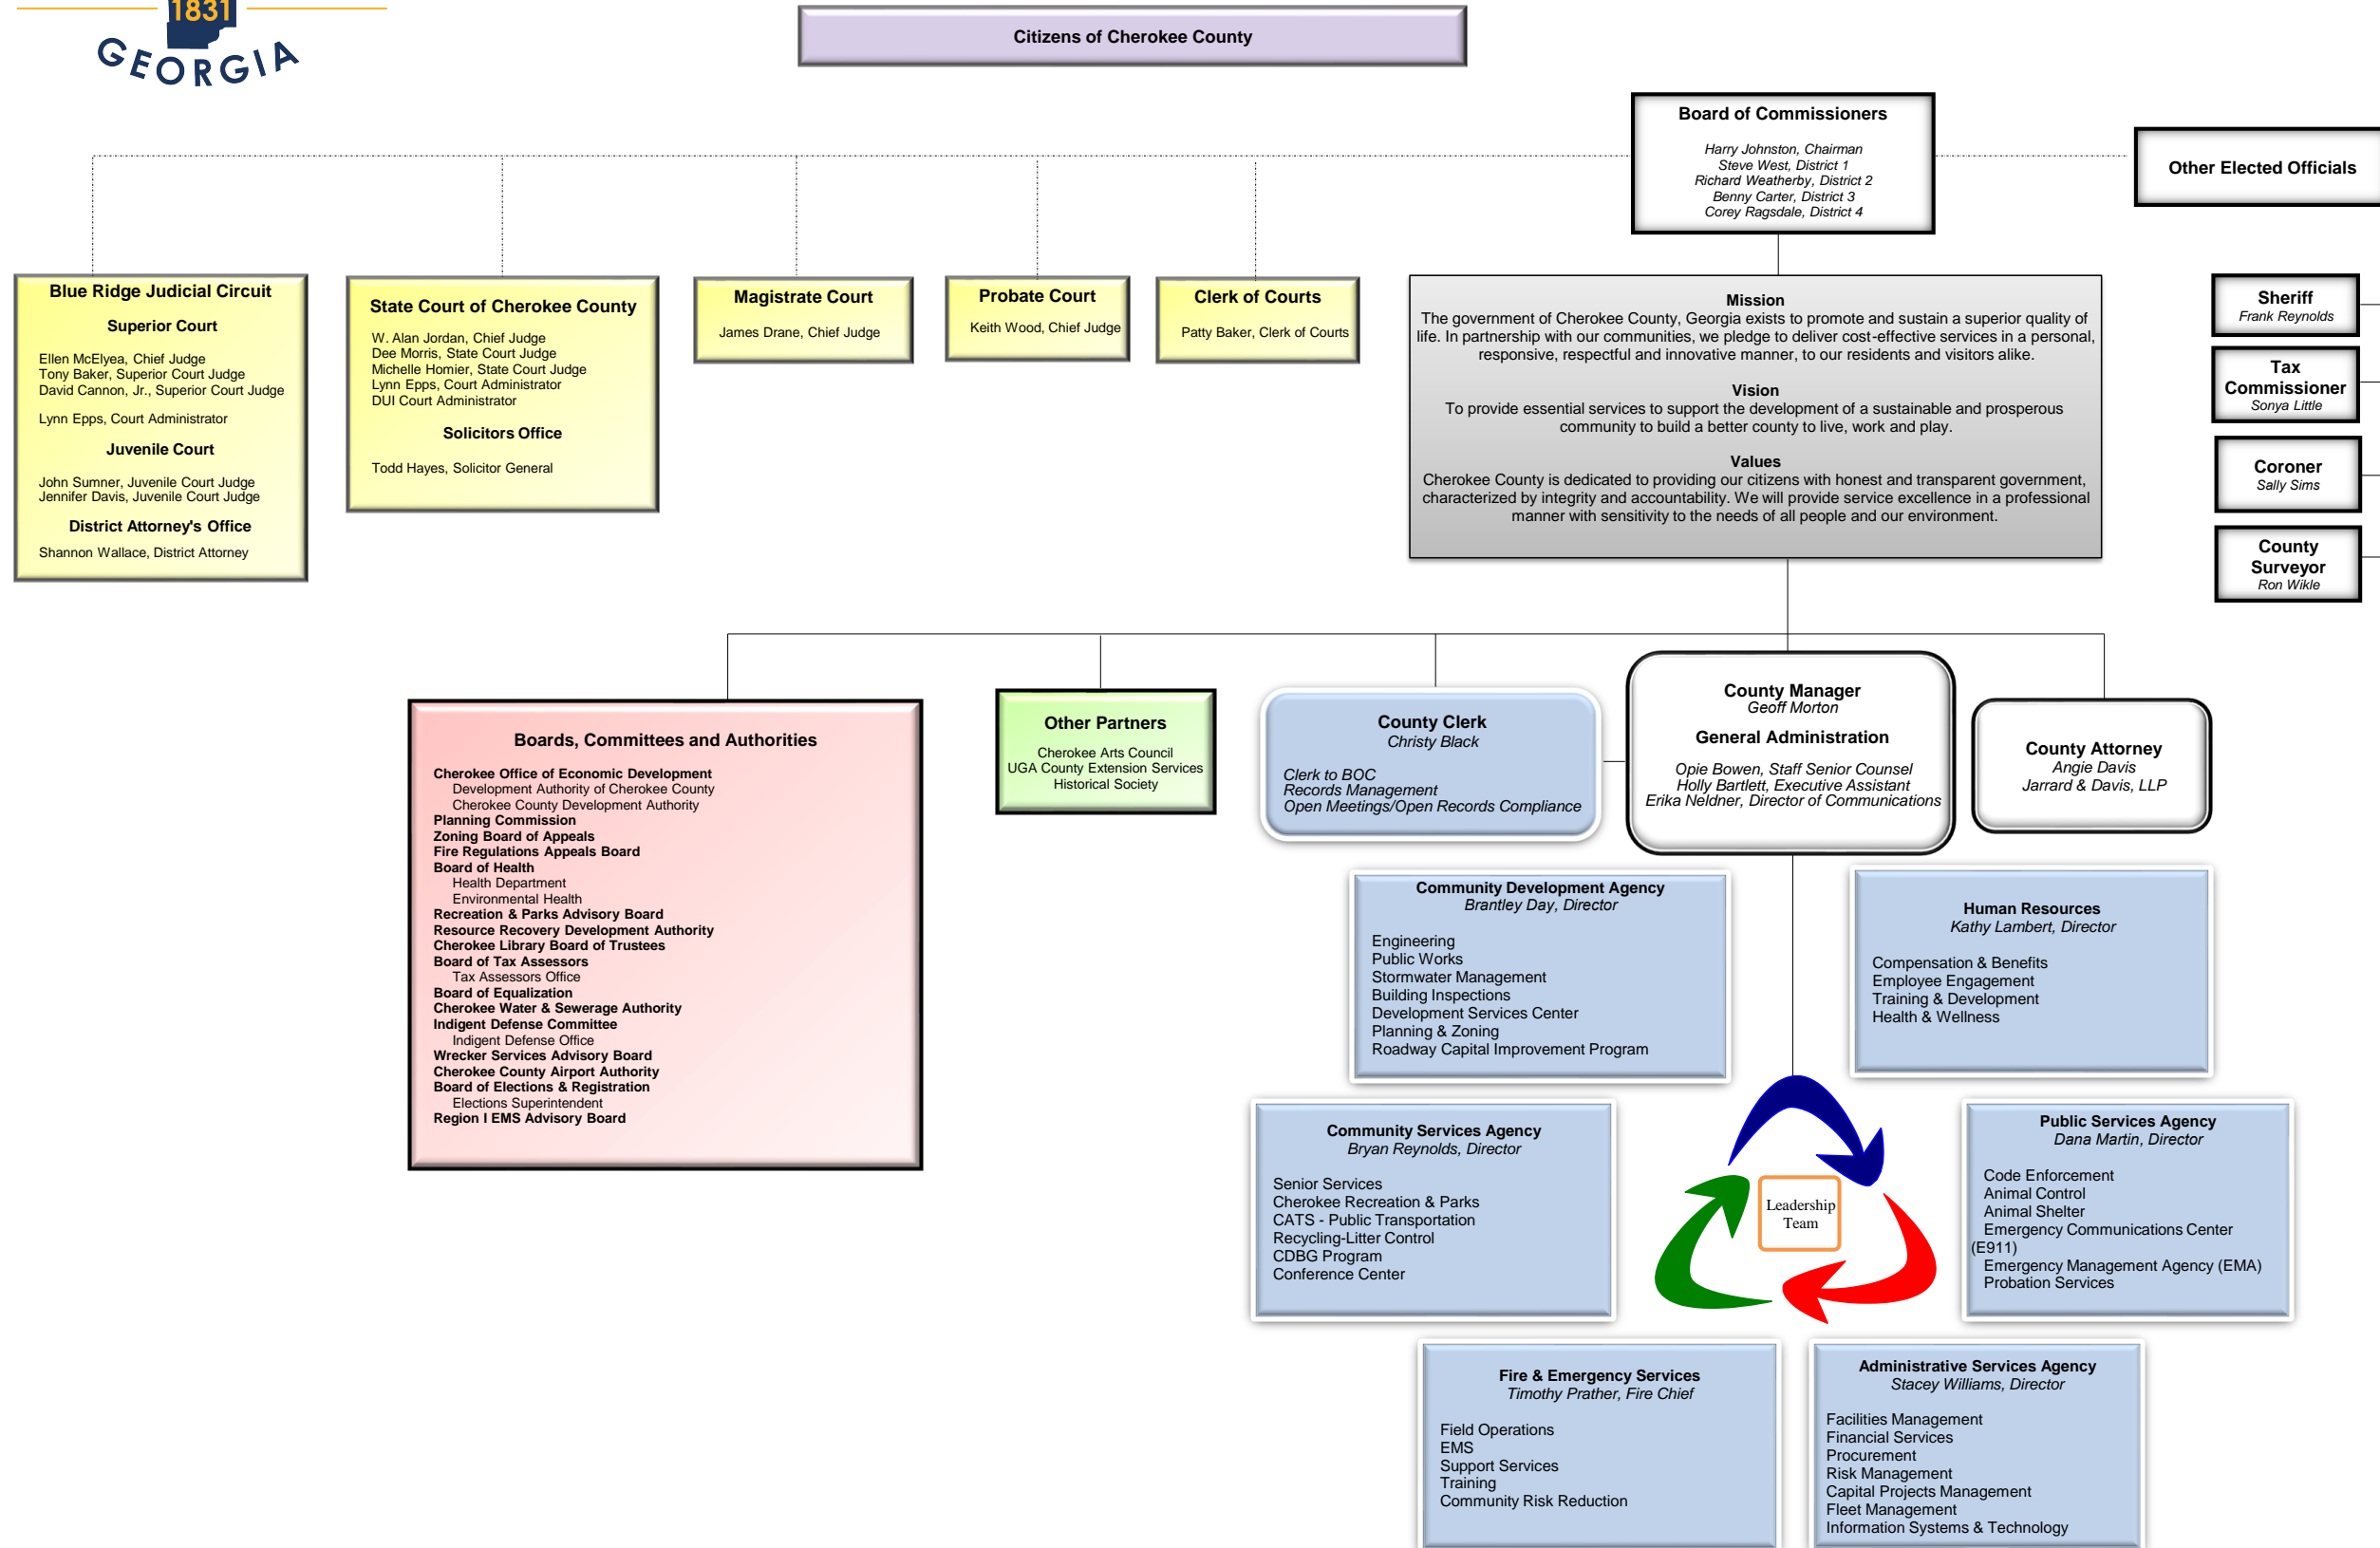 1831
GEORGIA
Citizens of Cherokee County
Board of Commissioners
Harry Johnston, Chairman
Steve West, District 1
Richard Weatherby, District 2
Benny Carter, District 3
Corey Ragsdale, District 4
Other Elected Officials
Blue Ridge Judicial Circuit
Superior Court
Ellen McElyea, Chief Judge
Tony Baker, Superior Court Judge
David Cannon, Jr., Superior Court Judge
Lynn Epps, Court Administrator
Juvenile Court
John Sumner, Juvenile Court Judge
Jennifer Davis, Juvenile Court Judge
District Attorney's Office
Shannon Wallace, District Attorney
State Court of Cherokee County
W. Alan Jordan, Chief Judge
Dee Morris, State Court Judge
Michelle Homier, State Court Judge
Lynn Epps, Court Administrator
DUI Court Administrator
Solicitors Office
Todd Hayes, Solicitor General
Magistrate Court
James Drane, Chief Judge
Probate Court
Keith Wood, Chief Judge
Clerk of Courts
Patty Baker, Clerk of Courts
Mission
The government of Cherokee County, Georgia exists to promote and sustain a superior quality of
life. In partnership with our communities, we pledge to deliver cost-effective services in a personal,
responsive, respectful and innovative manner, to our residents and visitors alike.
Vision
To provide essential services to support the development of a sustainable and prosperous
community to build a better county to live, work and play.
Values
Cherokee County is dedicated to providing our citizens with honest and transparent government,
characterized by integrity and accountability. We will provide service excellence in a professional
manner with sensitivity to the needs of all people and our environment.
Sheriff
Frank Reynolds
Tax
Commissioner
Sonya Little
Coroner
Sally Sims
County
Surveyor
Ron Wikle
Boards, Committees and Authorities
Cherokee Office of Economic Development
Development Authority of Cherokee County
Cherokee County Development Authority
Planning Commission
Zoning Board of Appeals
Fire Regulations Appeals Board
Board of Health
Health Department
Environmental Health
Recreation & Parks Advisory Board
Resource Recovery Development Authority
Cherokee Library Board of Trustees
Board of Tax Assessors
Tax Assessors Office
Board of Equalization
Cherokee Water & Sewerage Authority
Indigent Defense Committee
Indigent Defense Office
Wrecker Services Advisory Board
Cherokee County Airport Authority
Board of Elections & Registration
Elections Superintendent
Region I EMS Advisory Board
Other Partners
Cherokee Arts Council
UGA County Extension Services
Historical Society
County Clerk
Christy Black
Clerk to BOC
Records Management
Open Meetings/Open Records Compliance
County Manager
Geoff Morton
General Administration
Opie Bowen, Staff Senior Counsel
Holly Bartlett, Executive Assistant
Erika Neldner, Director of Communications
County Attorney
Angie Davis
Jarrard & Davis, LLP
Community Development Agency
Brantley Day, Director
Engineering
Public Works
Stormwater Management
Building Inspections
Development Services Center
Planning & Zoning
Roadway Capital Improvement Program
Human Resources
Kathy Lambert, Director
Compensation & Benefits
Employee Engagement
Training & Development
Health & Wellness
Community Services Agency
Bryan Reynolds, Director
Senior Services
Cherokee Recreation & Parks
CATS - Public Transportation
Recycling-Litter Control
CDBG Program
Conference Center
Leadership
Team
Public Services Agency
Dana Martin, Director
Code Enforcement
Animal Control
Animal Shelter
Emergency Communications Center
(E911)
Emergency Management Agency (EMA)
Probation Services
Fire & Emergency Services
Timothy Prather, Fire Chief
Field Operations
EMS
Support Services
Training
Community Risk Reduction
Administrative Services Agency
Stacey Williams, Director
Facilities Management
Financial Services
Procurement
Risk Management
Capital Projects Management
Fleet Management
Information Systems & Technology